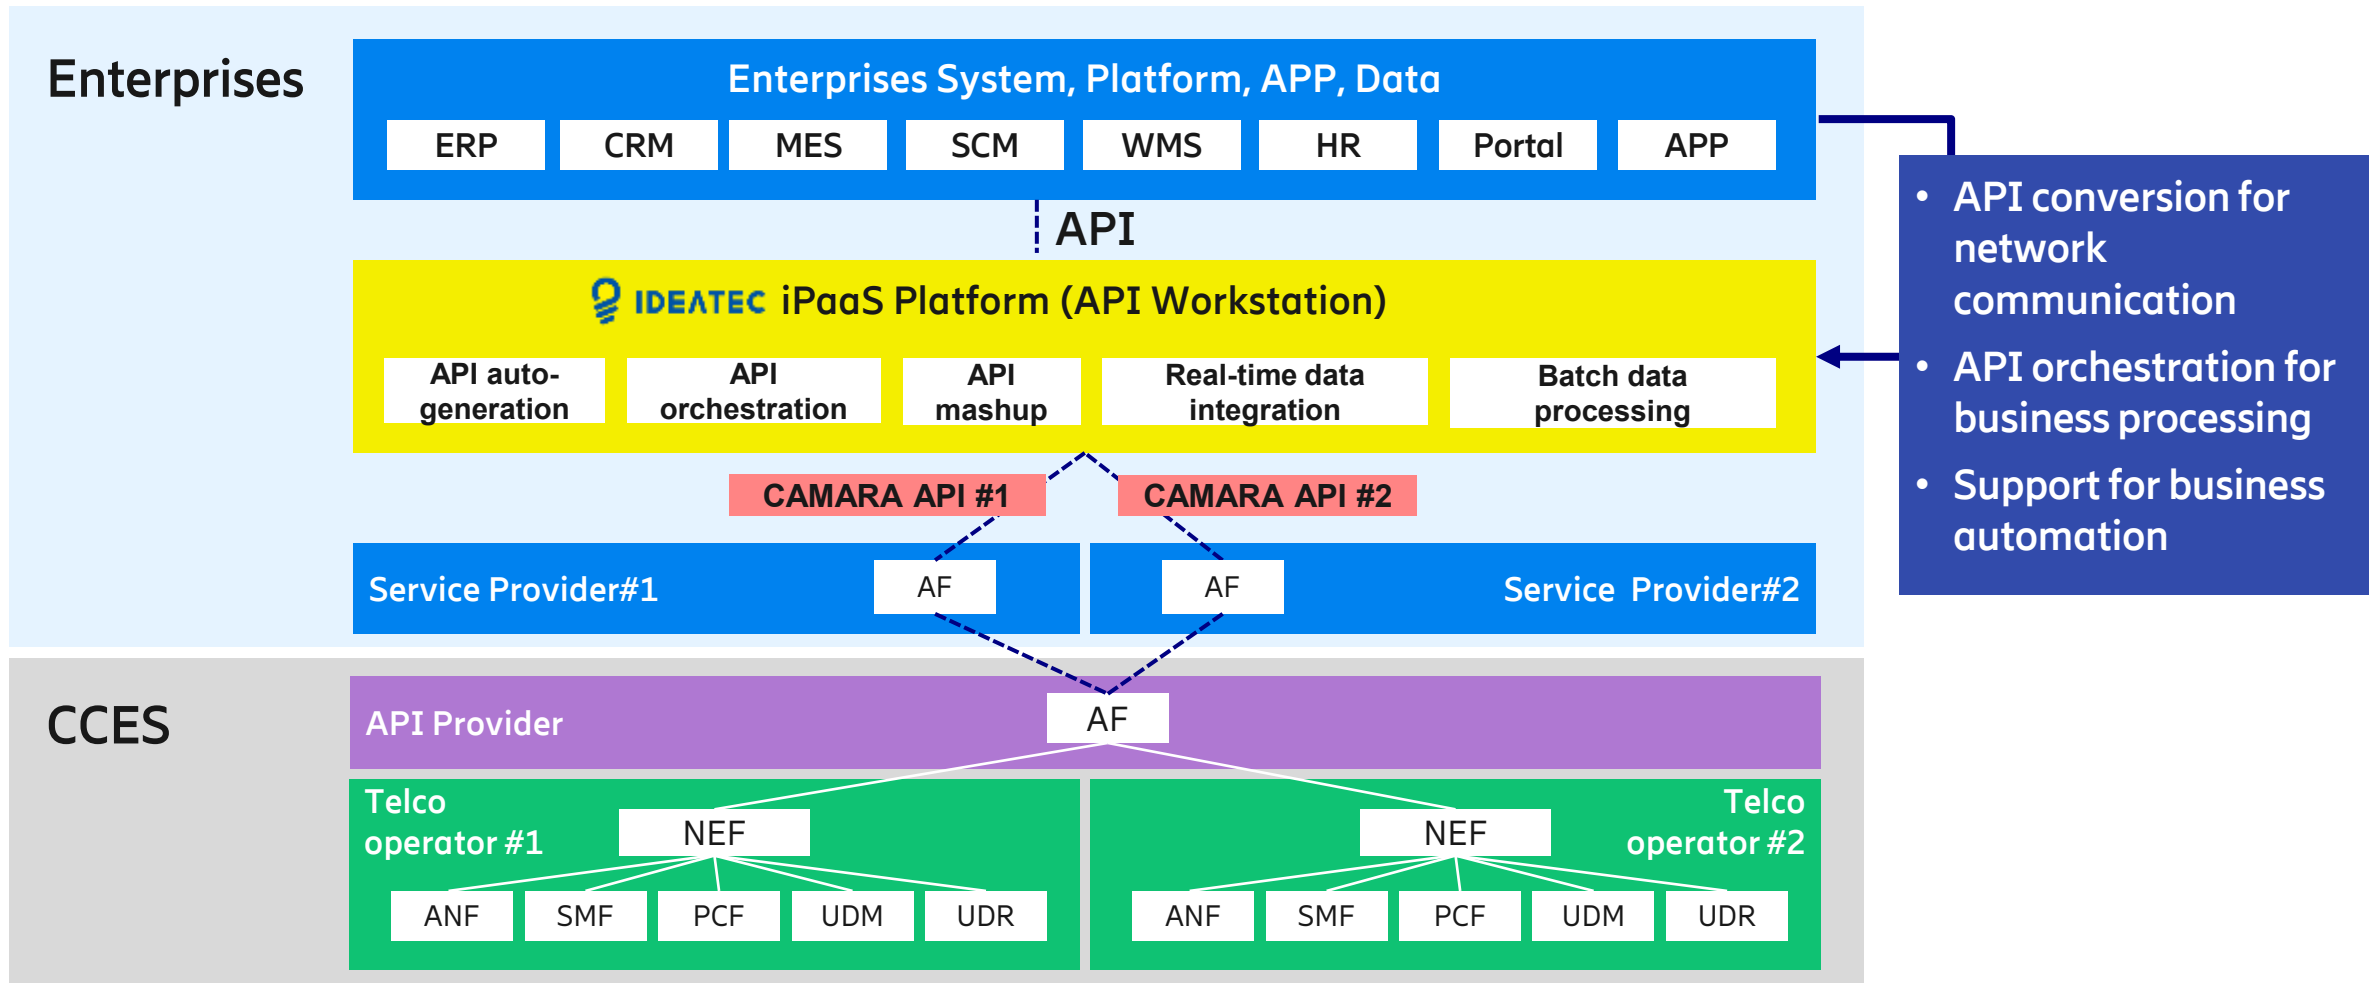 Enterprises
Enterprises System, Platform, APP, Data
ERP
CRM
MES
SCM
WMS
HR
Portal
APP
API
IDEATEC iPaaS Platform (API Workstation)
API auto-
generation
API
orchestration
API
mashup
Real-time data
integration
Batch data
processing
CAMARA API #1
CAMARA API #2
Service Provider#1
AF
AF
Service Provider#2
• API conversion for
network
communication
• API orchestration for
business processing
• Support for business
automation
CCES
API Provider
AF
Telco
operator #1
NEF
ANF
SMF
PCF
UDM
UDR
Telco
operator #2
NEF
ANF
SMF
PCF
UDM
UDR